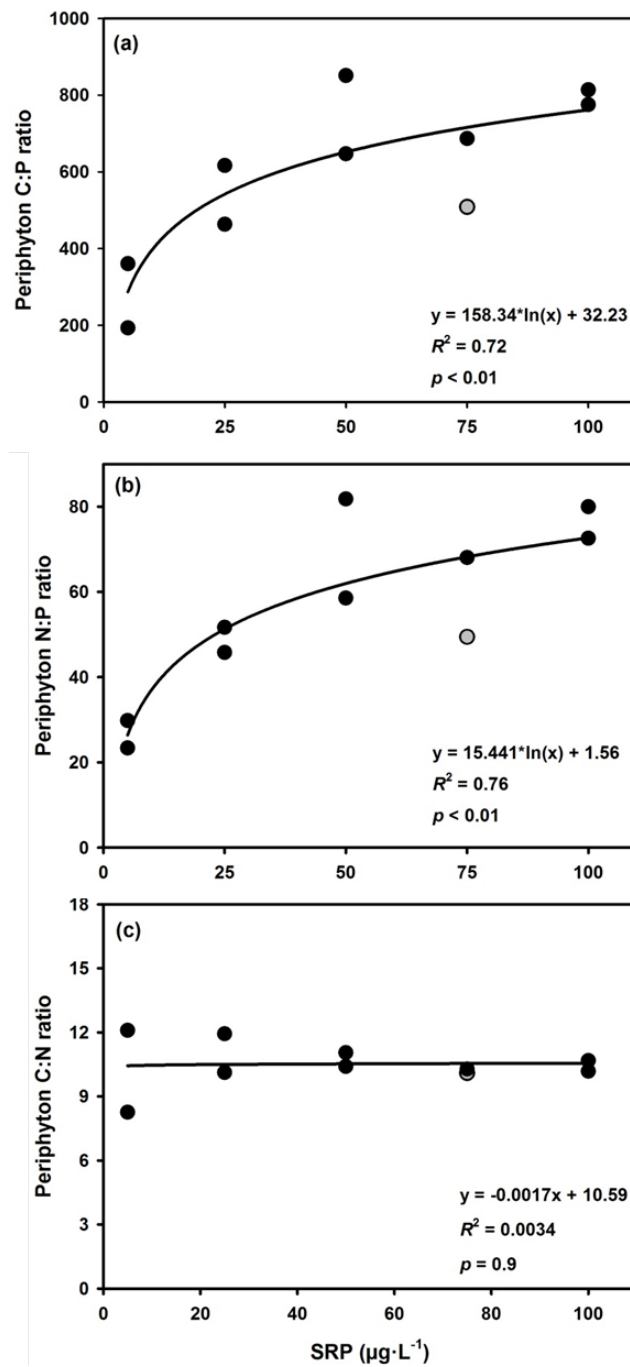 1000
(a)
800
600
400
200
0
Periphyton C:P ratio
y = 158.34*ln(x) + 32.23
R² = 0.72
p < 0.01
0 25 50 75 100
(b)
80
60
40
20
0
Periphyton N:P ratio
y = 15.441*ln(x) + 1.56
R² = 0.76
p < 0.01
0 25 50 75 100
18
(c)
15
12
9
6
3
0
Periphyton C:N ratio
y = -0.0017x + 10.59
R² = 0.0034
p = 0.9
0 20 40 60 80 100
SRP (µg·L⁻¹)